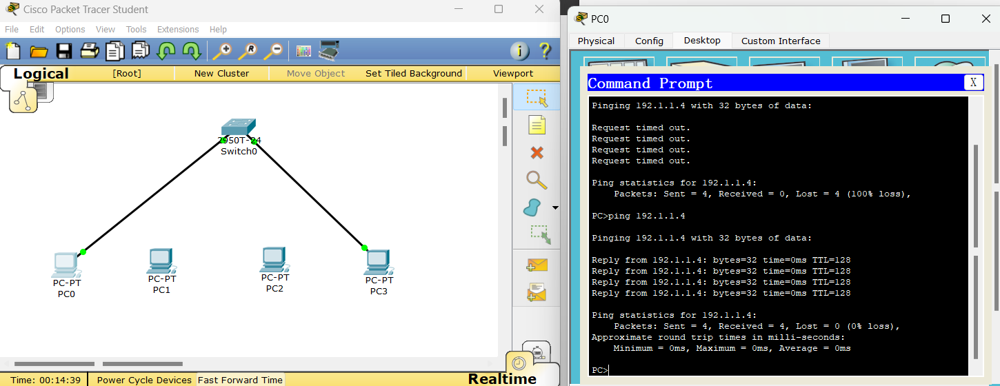 Cisco Packet Tracer Student
File Edit Options View Tools Extensions Help
Logical [Root] New Cluster Move Object Set Tiled Background Viewport
2950T-24
Switch0
PC-PT
PC0
PC-PT
PC1
PC-PT
PC2
PC-PT
PC3
Time: 00:14:39 Power Cycle Devices Fast Forward Time Realtime
PC0
Physical Config Desktop Custom Interface
Command Prompt X
Pinging 192.1.1.4 with 32 bytes of data:
Request timed out.
Request timed out.
Request timed out.
Request timed out.
Ping statistics for 192.1.1.4:
Packets: Sent = 4, Received = 0, Lost = 4 (100% loss),
PC>ping 192.1.1.4
Pinging 192.1.1.4 with 32 bytes of data:
Reply from 192.1.1.4: bytes=32 time=0ms TTL=128
Reply from 192.1.1.4: bytes=32 time=0ms TTL=128
Reply from 192.1.1.4: bytes=32 time=0ms TTL=128
Reply from 192.1.1.4: bytes=32 time=0ms TTL=128
Ping statistics for 192.1.1.4:
Packets: Sent = 4, Received = 4, Lost = 0 (0% loss),
Approximate round trip times in milli-seconds:
Minimum = 0ms, Maximum = 0ms, Average = 0ms
PC>